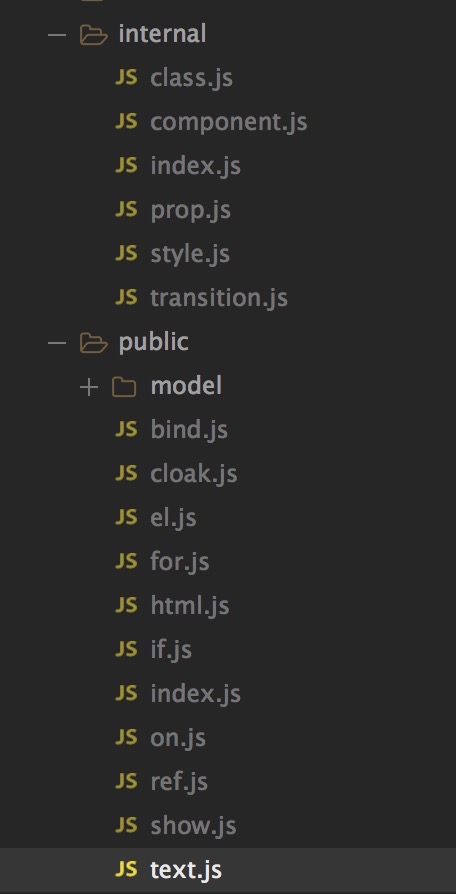 internal
JS class.js
JS component.js
JS index.js
JS prop.js
JS style.js
JS transition.js
public
model
JS bind.js
JS cloak.js
JS el.js
JS for.js
JS html.js
JS if.js
JS index.js
JS on.js
JS ref.js
JS show.js
JS text.js